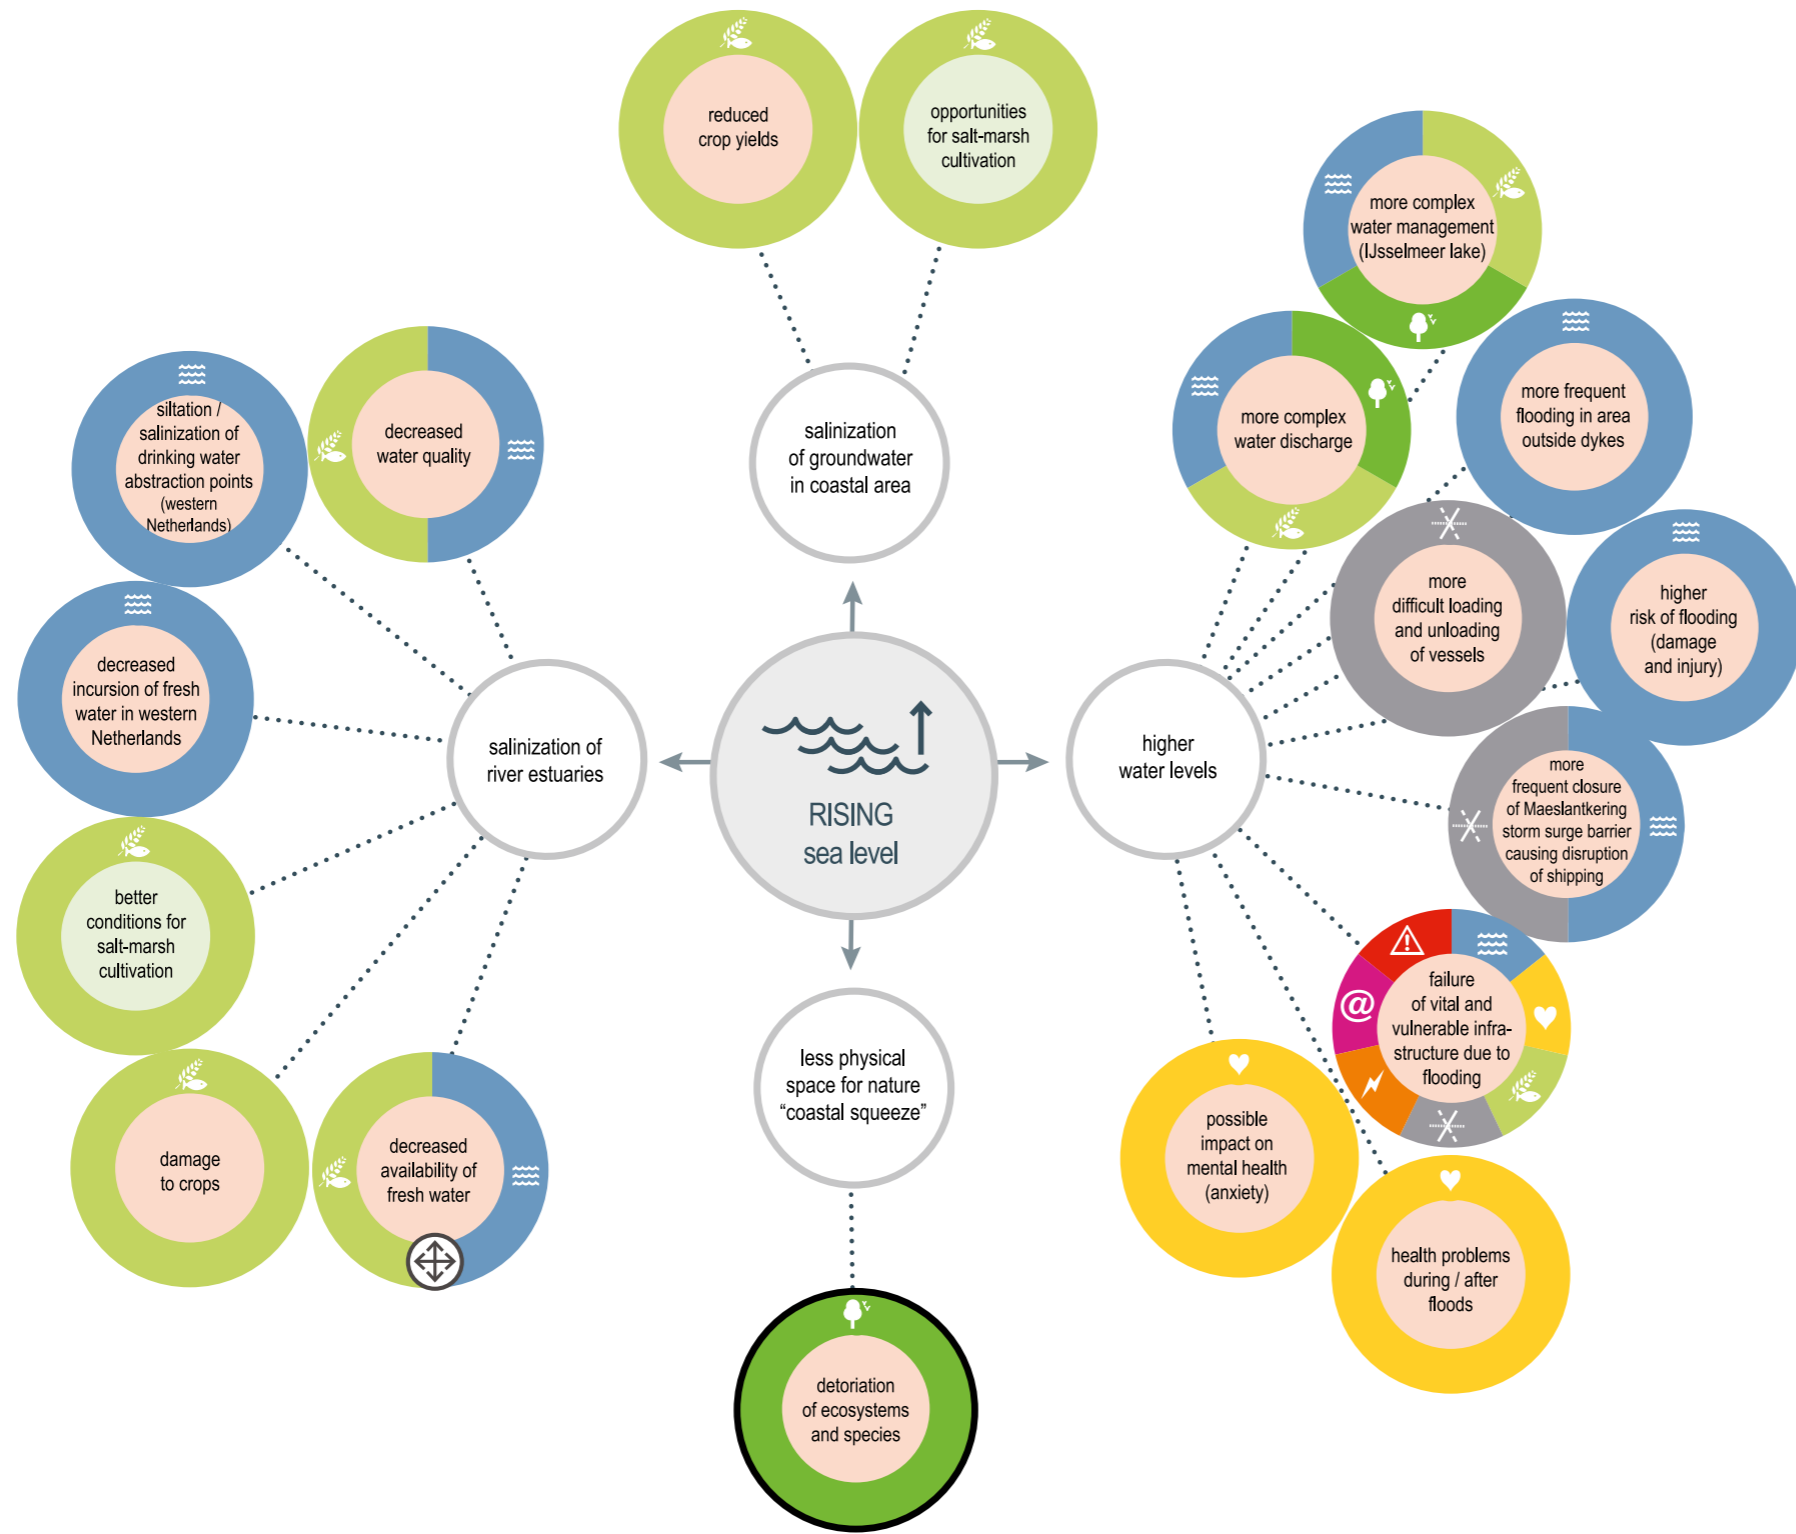 reduced
crop yields
opportunities
for salt-marsh
cultivation
more complex
water management
(IJsselmeer lake)
more complex
water discharge
more frequent
flooding in area
outside dykes
siltation /
salinization of
drinking water
abstraction points
(western
Netherlands)
decreased
water quality
salinization
of groundwater
in coastal area
more
difficult loading
and unloading
of vessels
higher
risk of flooding
(damage
and injury)
decreased
incursion of fresh
water in western
Netherlands
salinization of
river estuaries
RISING
sea level
higher
water levels
more
frequent closure
of Maeslantkering
storm surge barrier
causing disruption
of shipping
better
conditions for
salt-marsh
cultivation
less physical
space for nature
“coastal squeeze”
@
failure
of vital and
vulnerable infra-
structure due to
flooding
damage
to crops
decreased
availability of
fresh water
possible
impact on
mental health
(anxiety)
health problems
during / after
floods
detoriation
of ecosystems
and species